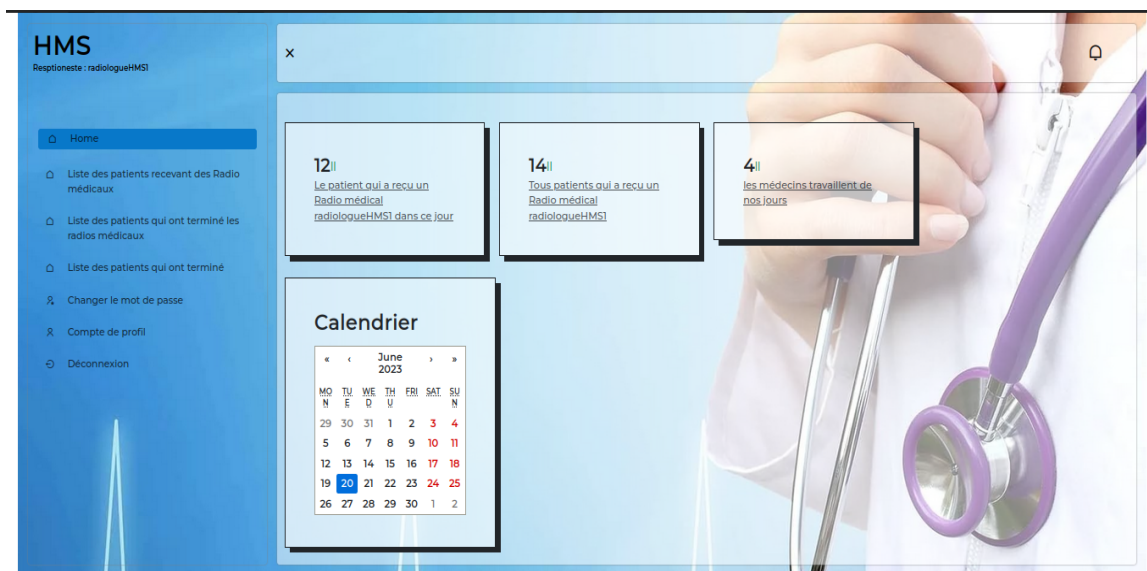 HMS
Resptioneste : radiologueHMS1
×
Home
Liste des patients recevant des Radio
médicaux
Liste des patients qui ont terminé les
radios médicaux
Liste des patients qui ont terminé
Changer le mot de passe
Compte de profil
Déconnexion
12
Le patient qui a reçu un
Radio médical
radiologueHMS1 dans ce jour
14
Tous patients qui a reçu un
Radio médical
radiologueHMS1
4
les médecins travaillent de
nos jours
Calendrier
« ‹ June 2023 › »
MON TUE WED THU FRI SAT SUN
29 30 31 1 2 3 4
5 6 7 8 9 10 11
12 13 14 15 16 17 18
19 20 21 22 23 24 25
26 27 28 29 30 1 2